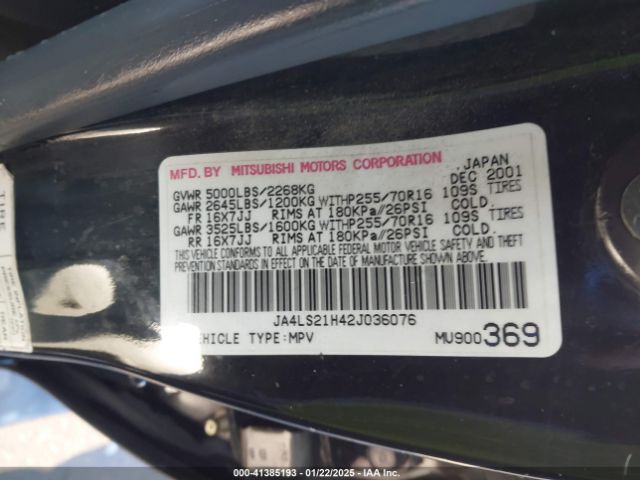 MFD. BY MITSUBISHI MOTORS CORPORATION JAPAN
GVWR 5000LBS/2268KG DEC 2001
GAWR 2645LBS/1200KG WITH P255/70R16 109S TIRES
FR 16X7JJ RIMS AT 180KPa//26PSI COLD.
GAWR 3525LBS/1600KG WITH P255/70R16 109S TIRES
RR 16X7JJ RIMS AT 180KPa//26PSI COLD.
THIS VEHICLE CONFORMS TO ALL APPLICABLE FEDERAL MOTOR VEHICLE SAFETY AND THEFT
PREVENTION STANDARDS IN EFFECT ON THE DATE OF MANUFACTURE SHOWN ABOVE.
JA4LS21H42J036076
VEHICLE TYPE:MPV MU900369
TIRE
000-41385193 - 01/22/2025 - IAA Inc.